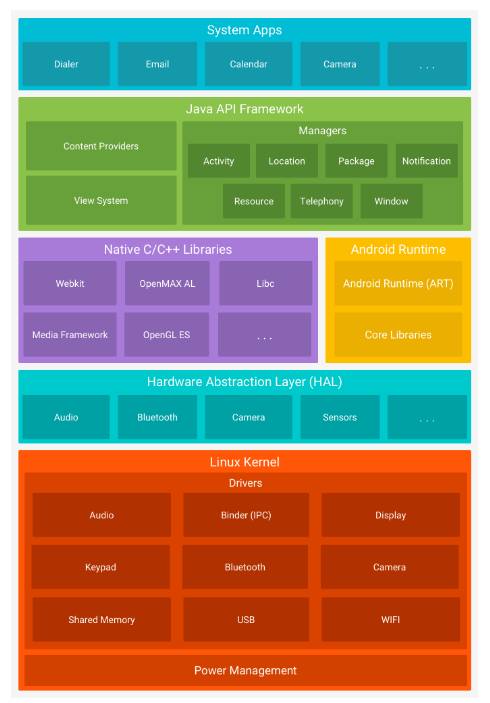 System Apps
Dialer
Email
Calendar
Camera
. . .
Java API Framework
Content Providers
View System
Managers
Activity
Location
Package
Notification
Resource
Telephony
Window
Native C/C++ Libraries
Webkit
OpenMAX AL
Libc
Media Framework
OpenGL ES
. . .
Android Runtime
Android Runtime (ART)
Core Libraries
Hardware Abstraction Layer (HAL)
Audio
Bluetooth
Camera
Sensors
. . .
Linux Kernel
Drivers
Audio
Binder (IPC)
Display
Keypad
Bluetooth
Camera
Shared Memory
USB
WIFI
Power Management